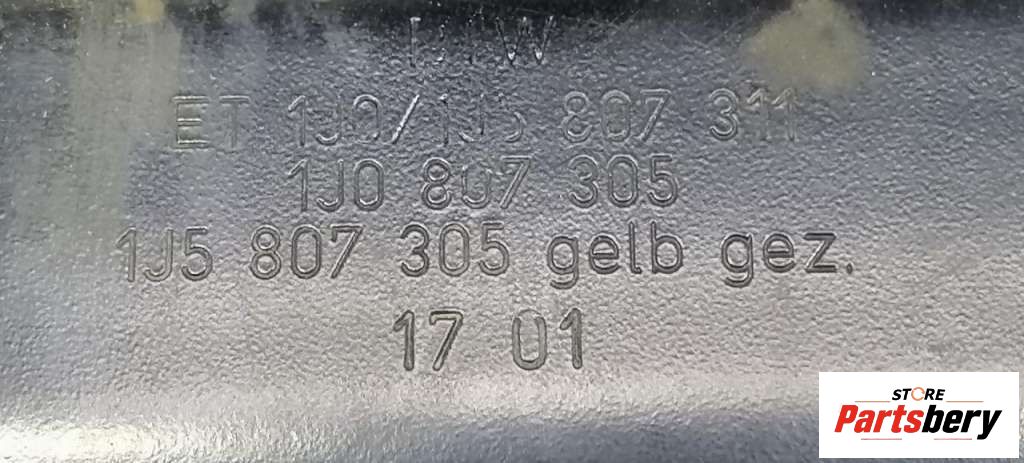 ET 1J0/1J5 807 311
1J0 807 305
1J5 807 305 gelb gez.
17 01
STORE
Partsbery